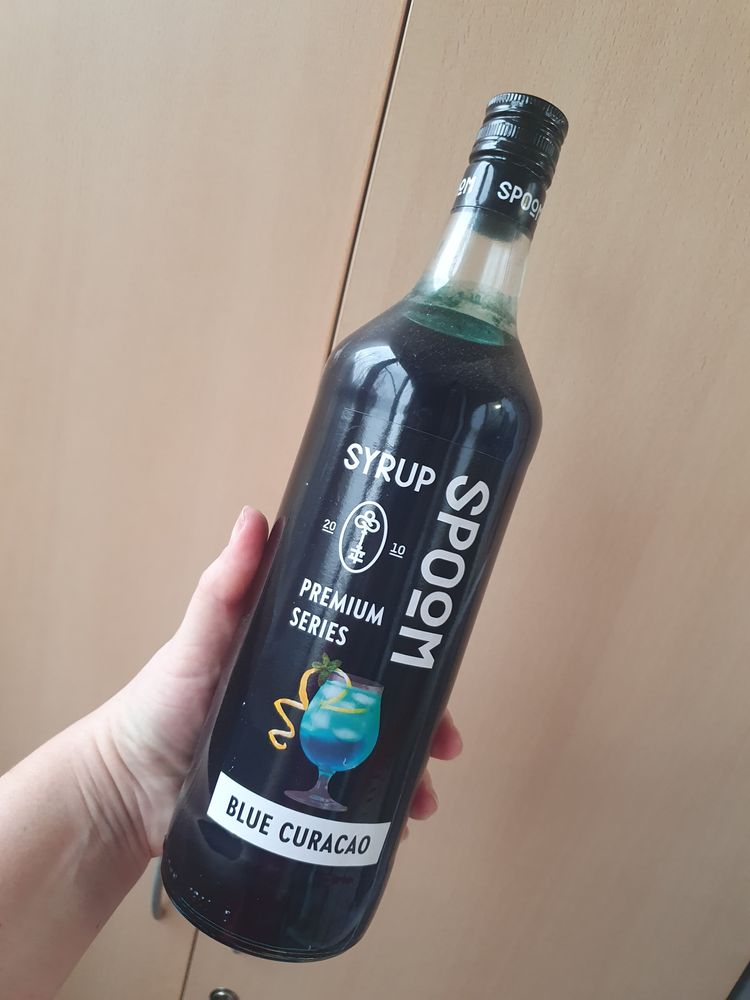 SPOOM
SYRUP
SPOOM
20 10
PREMIUM
SERIES
BLUE CURACAO